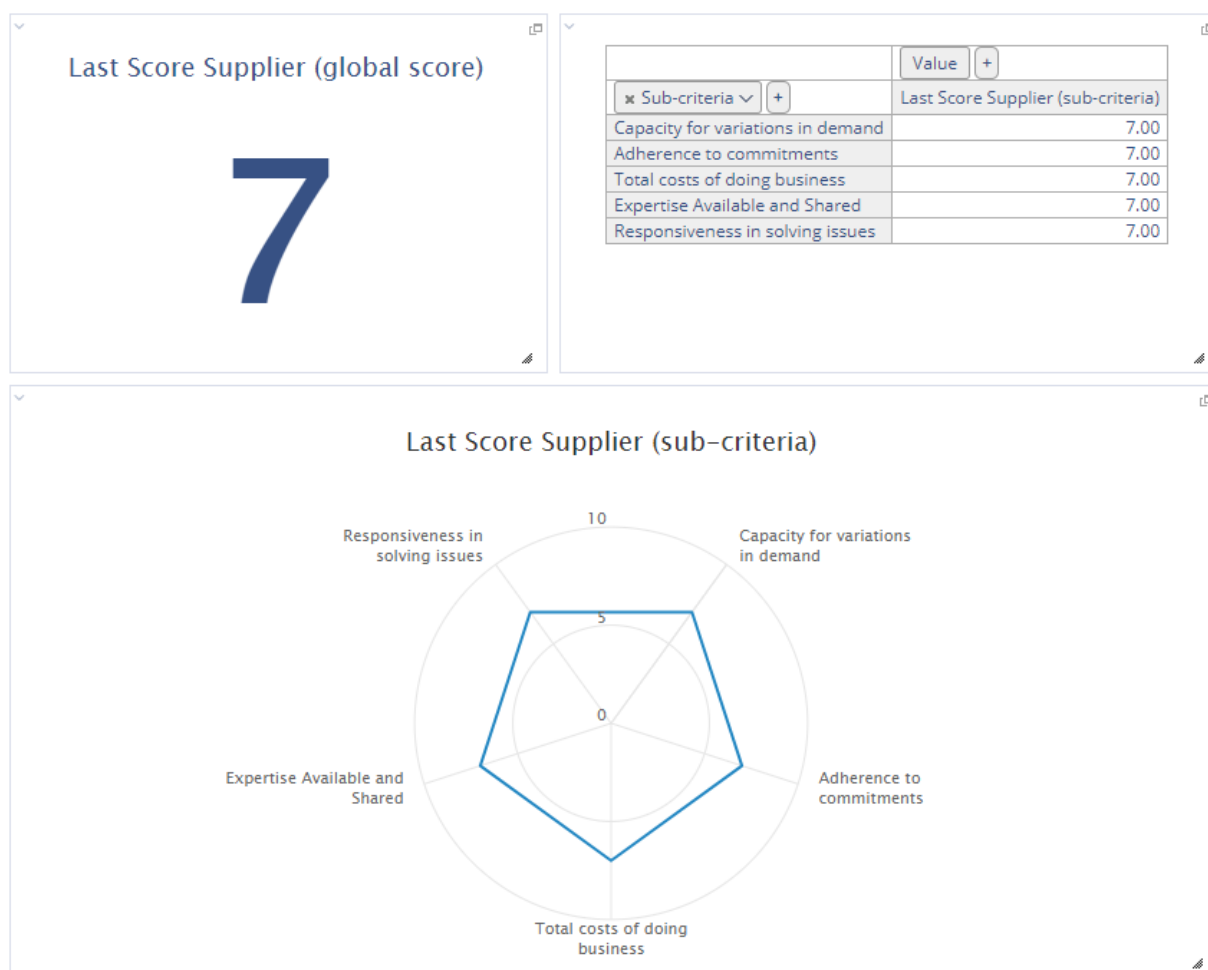 Last Score Supplier (global score)
7
Value +
× Sub-criteria +
Last Score Supplier (sub-criteria)
Capacity for variations in demand 7.00
Adherence to commitments 7.00
Total costs of doing business 7.00
Expertise Available and Shared 7.00
Responsiveness in solving issues 7.00
Last Score Supplier (sub-criteria)
10
Responsiveness in
solving issues
Capacity for variations
in demand
5
0
Expertise Available and
Shared
Adherence to
commitments
Total costs of doing
business